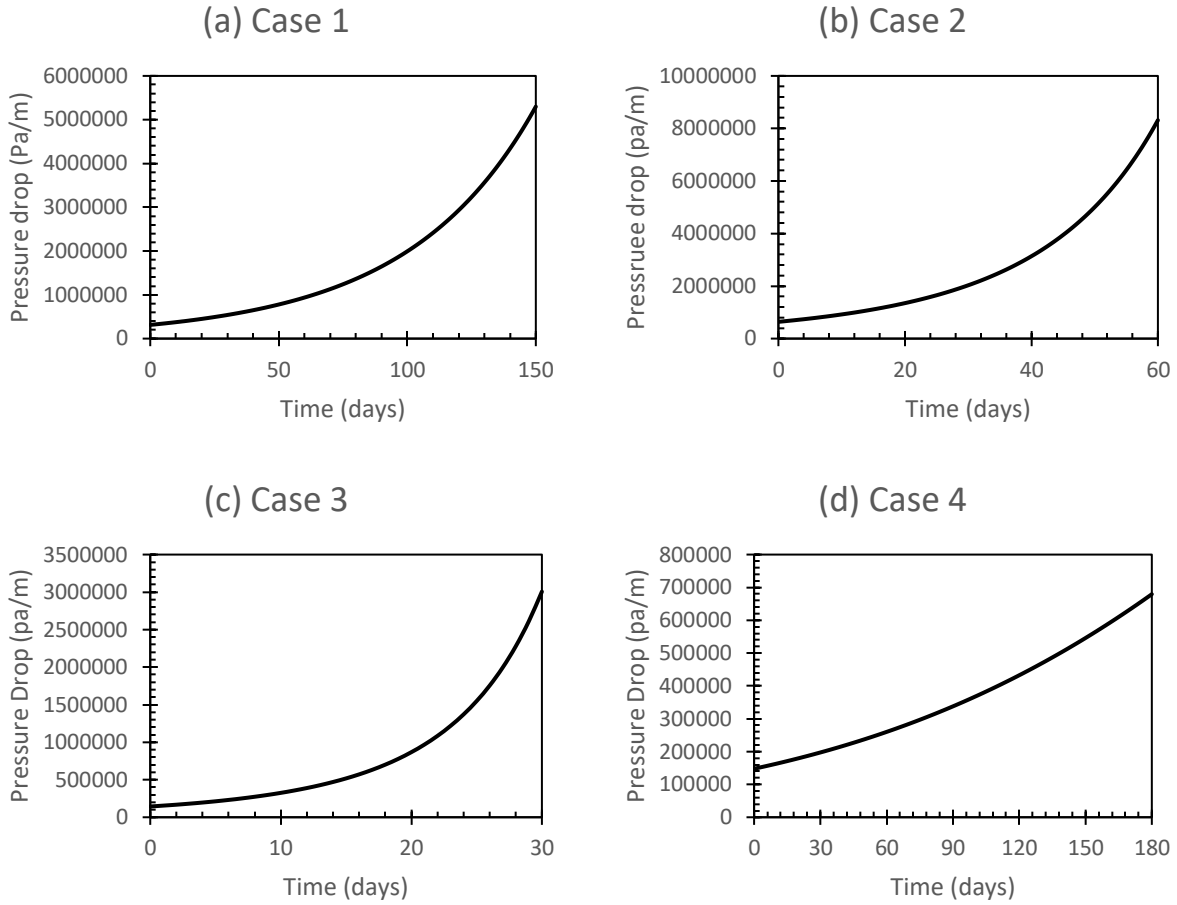 (a) Case 1
Pressure drop (Pa/m)
6000000
5000000
4000000
3000000
2000000
1000000
0
0 50 100 150
Time (days)
(b) Case 2
Pressruee drop (pa/m)
10000000
8000000
6000000
4000000
2000000
0
0 20 40 60
Time (days)
(c) Case 3
Pressure Drop (pa/m)
3500000
3000000
2500000
2000000
1500000
1000000
500000
0
0 10 20 30
Time (days)
(d) Case 4
Pressure Drop (pa/m)
800000
700000
600000
500000
400000
300000
200000
100000
0
0 30 60 90 120 150 180
Time (days)